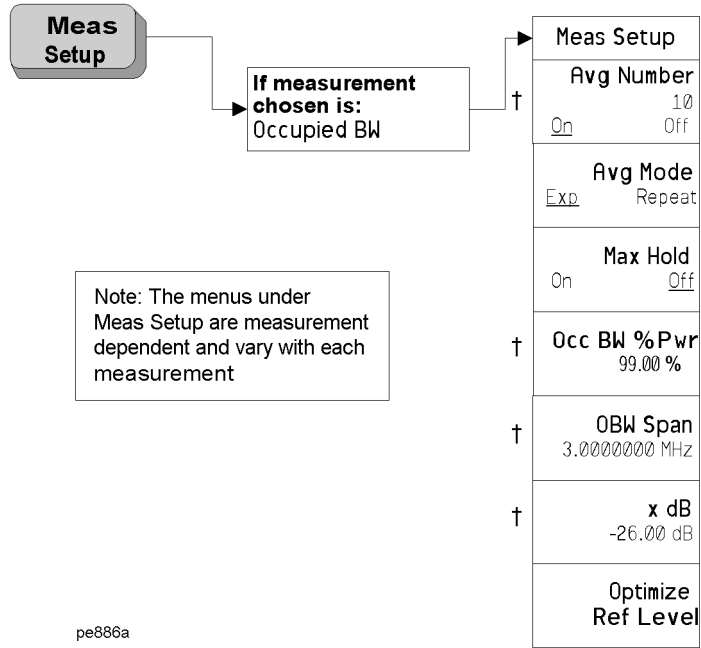 Meas
Setup
If measurement
chosen is:
Occupied BW
Note: The menus under
Meas Setup are measurement
dependent and vary with each
measurement
Meas Setup
† Avg Number
10
On Off
Avg Mode
Exp Repeat
Max Hold
On Off
† Occ BW %Pwr
99.00 %
† OBW Span
3.0000000 MHz
† x dB
-26.00 dB
Optimize
Ref Level
pe886a